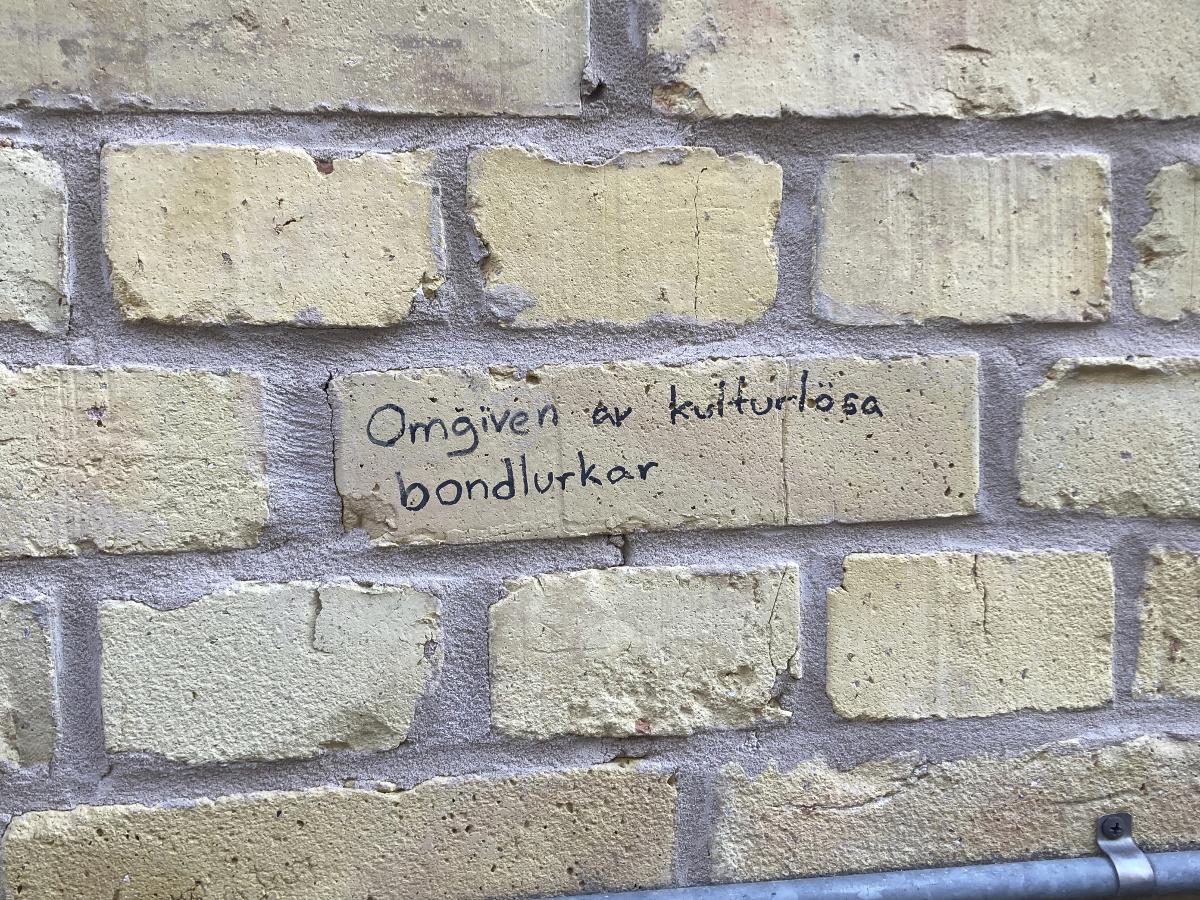 Omgiven av kulturlösa
bondlurkar